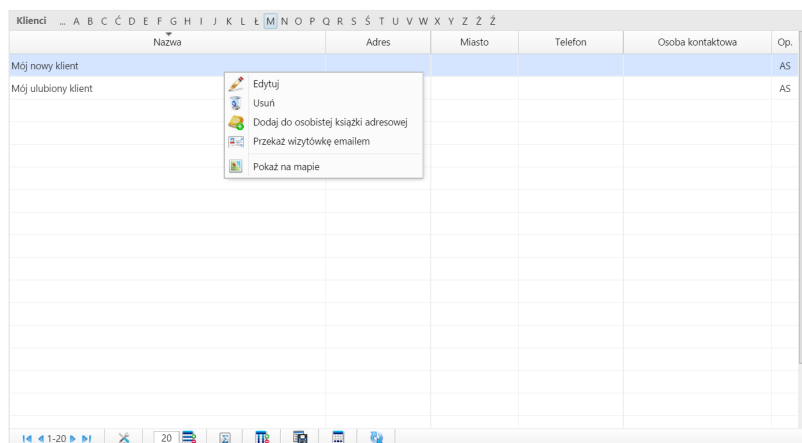 Klienci ... A B C Ć D E F G H I J K L Ł M N O P Q R S Ś T U V W X Y Z Ż Ź
Nazwa Adres Miasto Telefon Osoba kontaktowa Op.
Mój nowy klient AS
Mój ulubiony klient AS
Edytuj
Usuń
Dodaj do osobistej książki adresowej
Przekaż wizytówkę emailem
Pokaż na mapie
1-20 20